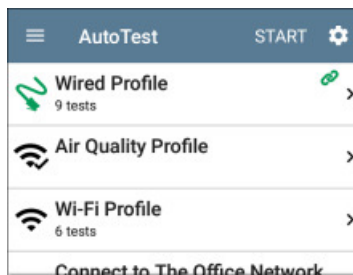 AutoTest START
Wired Profile
9 tests
Air Quality Profile
Wi-Fi Profile
6 tests
Connect to The Office Network